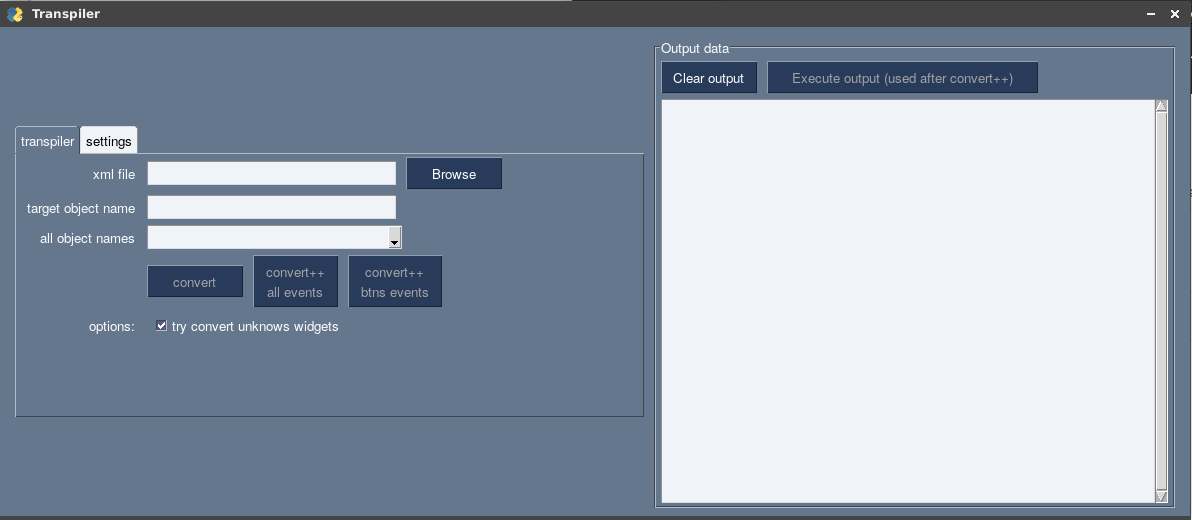 Transpiler
transpiler
settings
xml file
Browse
target object name
all object names
convert
convert++
all events
convert++
btns events
options:
try convert unknows widgets
Output data
Clear output
Execute output (used after convert++)